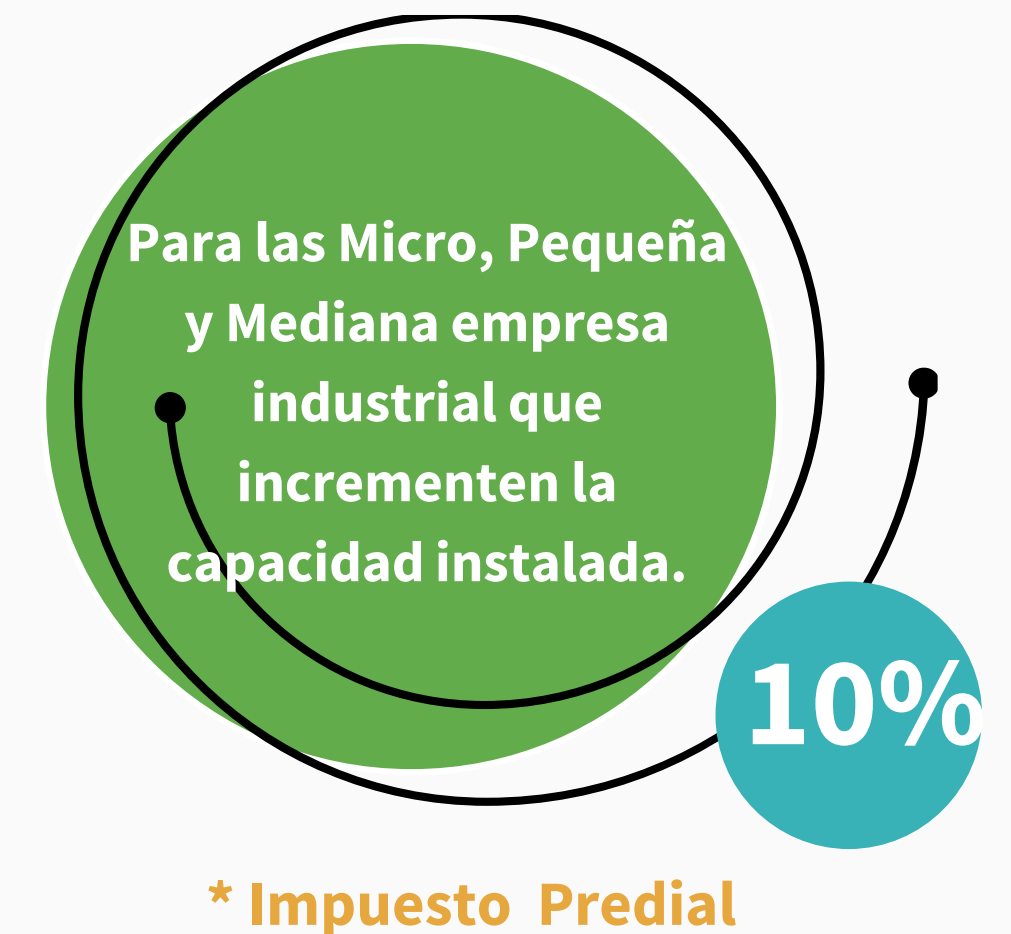 Para las Micro, Pequeña
y Mediana empresa
industrial que
incrementen la
capacidad instalada.
10%
* Impuesto Predial